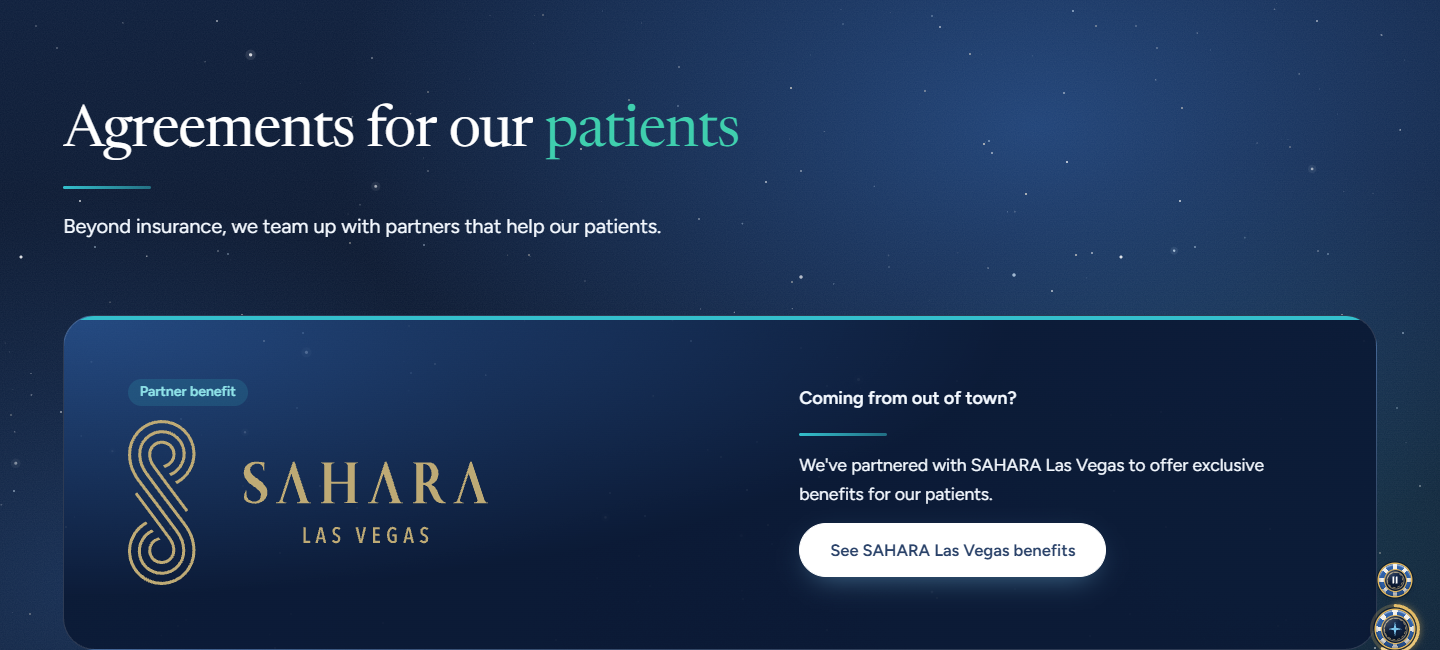 Agreements for our patients
Beyond insurance, we team up with partners that help our patients.
Partner benefit
SAHARA
LAS VEGAS
Coming from out of town?
We've partnered with SAHARA Las Vegas to offer exclusive
benefits for our patients.
See SAHARA Las Vegas benefits